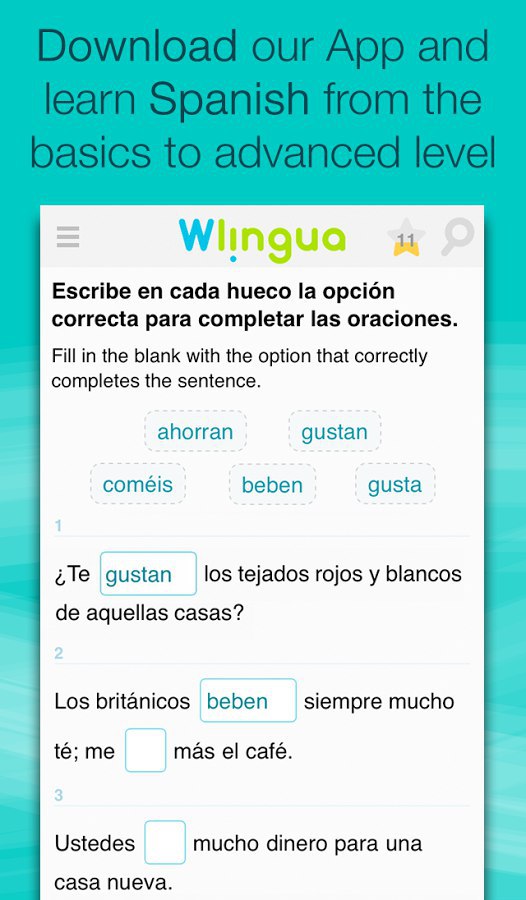 Download our App and
learn Spanish from the
basics to advanced level
Wlingua
11
Escribe en cada hueco la opción
correcta para completar las oraciones.
Fill in the blank with the option that correctly
completes the sentence.
ahorran gustan
coméis beben gusta
1
¿Te gustan los tejados rojos y blancos
de aquellas casas?
2
Los británicos beben siempre mucho
té; me más el café.
3
Ustedes mucho dinero para una
casa nueva.